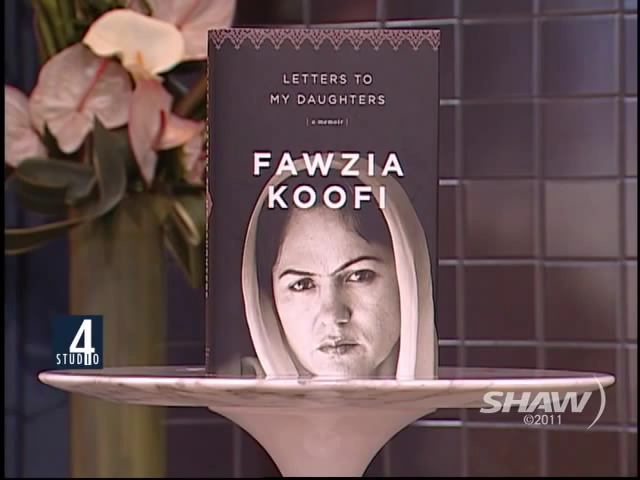 LETTERS TO
MY DAUGHTERS
| a memoir |
FAWZIA
KOOFI
4
STUDIO
SHAW)
©2011